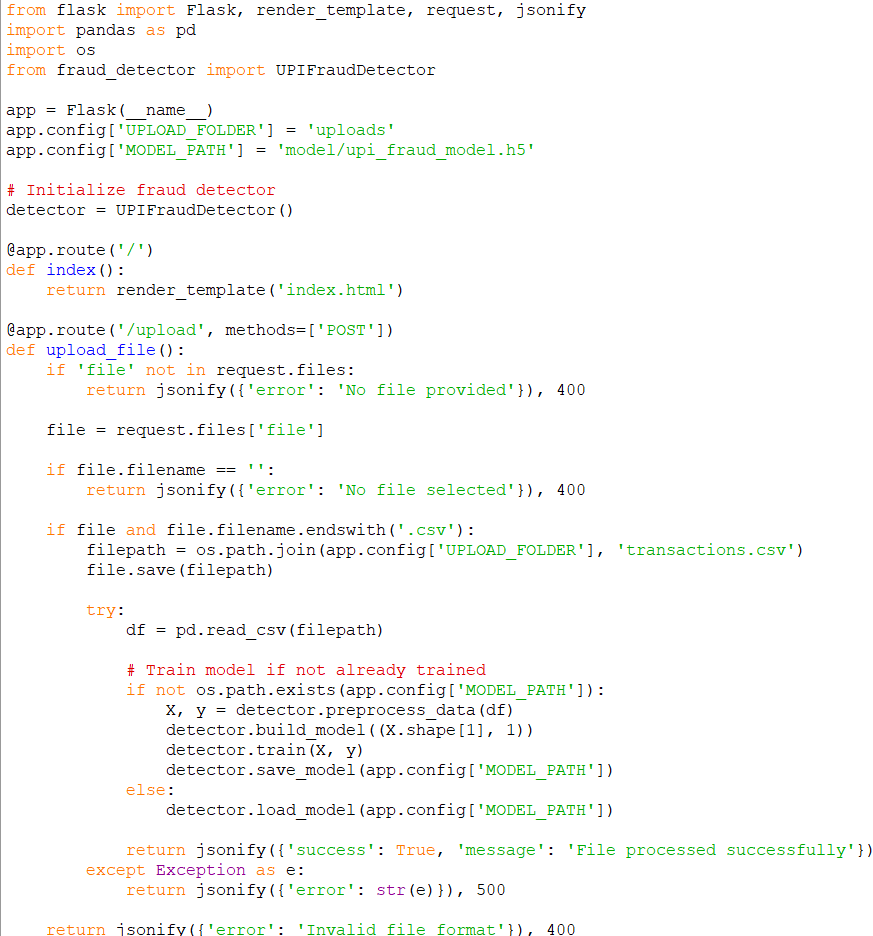 from flask import Flask, render_template, request, jsonify
import pandas as pd
import os
from fraud_detector import UPIFraudDetector

app = Flask(__name__)
app.config['UPLOAD_FOLDER'] = 'uploads'
app.config['MODEL_PATH'] = 'model/upi_fraud_model.h5'

# Initialize fraud detector
detector = UPIFraudDetector()

@app.route('/')
def index():
    return render_template('index.html')

@app.route('/upload', methods=['POST'])
def upload_file():
    if 'file' not in request.files:
        return jsonify({'error': 'No file provided'}), 400

    file = request.files['file']

    if file.filename == '':
        return jsonify({'error': 'No file selected'}), 400

    if file and file.filename.endswith('.csv'):
        filepath = os.path.join(app.config['UPLOAD_FOLDER'], 'transactions.csv')
        file.save(filepath)

        try:
            df = pd.read_csv(filepath)

            # Train model if not already trained
            if not os.path.exists(app.config['MODEL_PATH']):
                X, y = detector.preprocess_data(df)
                detector.build_model((X.shape[1], 1))
                detector.train(X, y)
                detector.save_model(app.config['MODEL_PATH'])
            else:
                detector.load_model(app.config['MODEL_PATH'])

            return jsonify({'success': True, 'message': 'File processed successfully'})
        except Exception as e:
            return jsonify({'error': str(e)}), 500

    return jsonify({'error': 'Invalid file format'}), 400